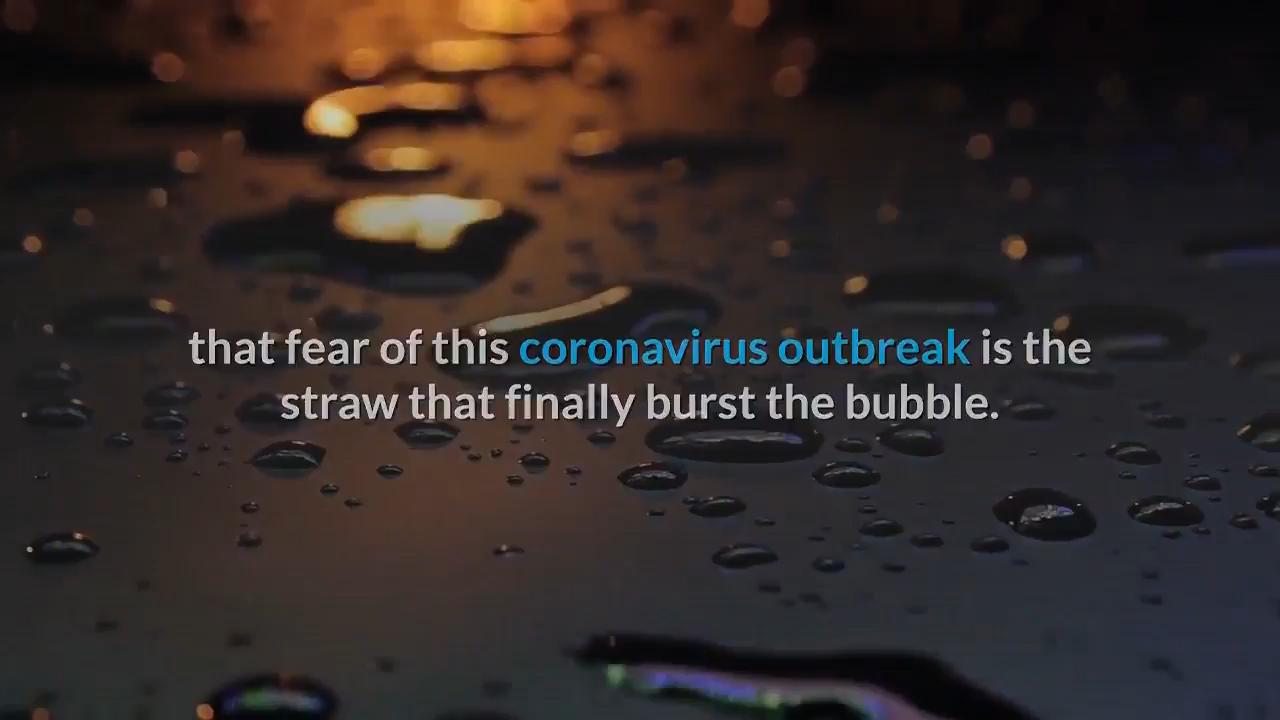 that fear of this coronavirus outbreak is the
straw that finally burst the bubble.